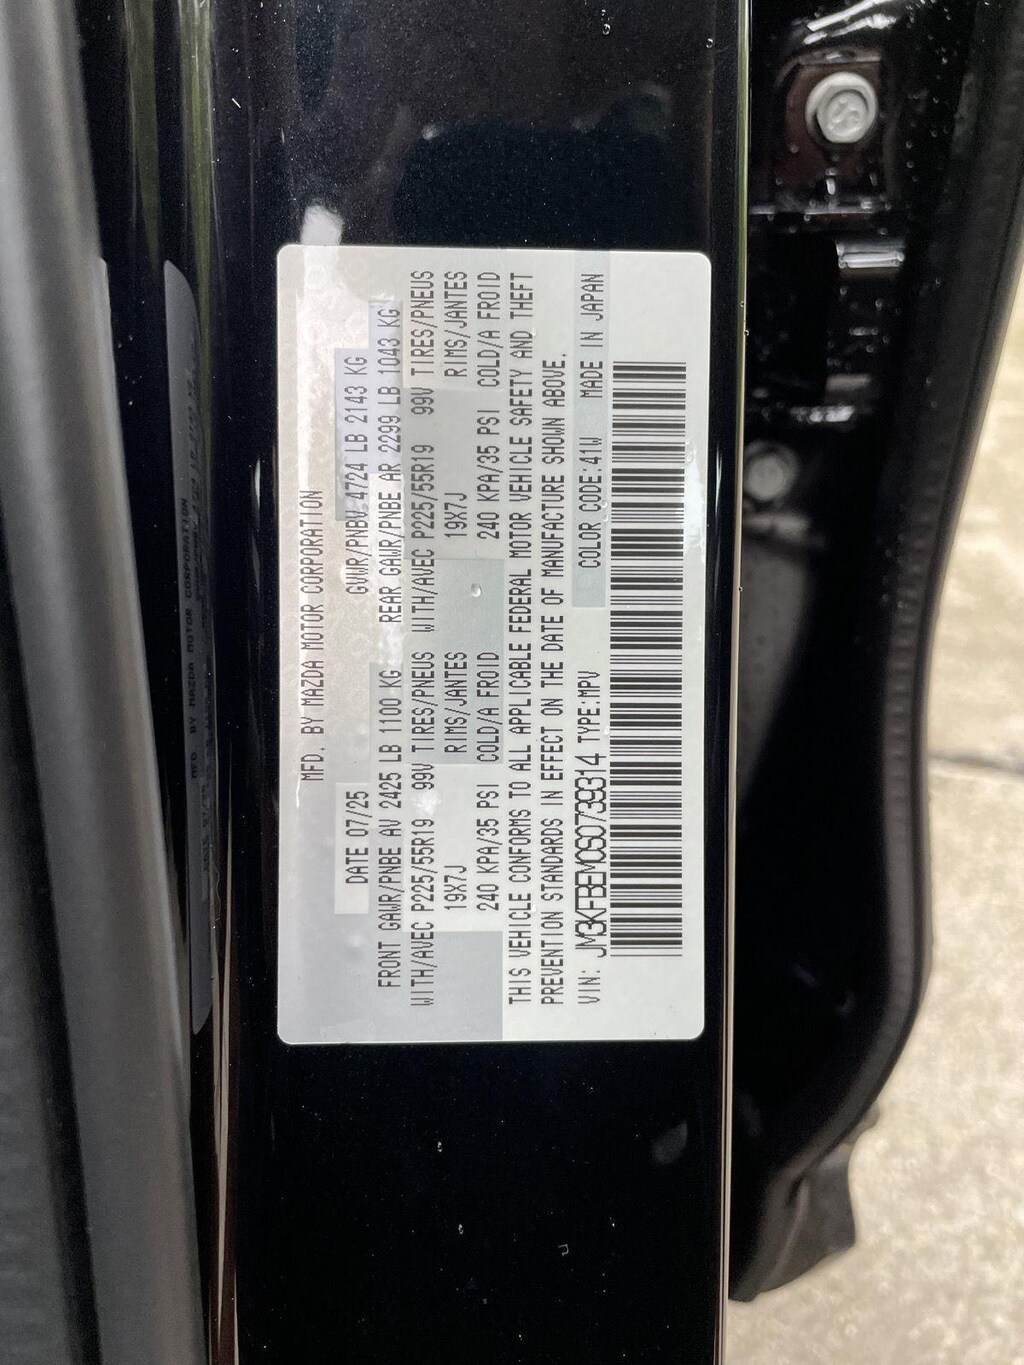 MFD. BY MAZDA MOTOR CORPORATION
DATE 07/25 GVWR/PNBV 4724 LB 2143 KG
FRONT GAWR/PNBE AV 2425 LB 1100 KG REAR GAWR/PNBE AR 2299 LB 1043 KG
WITH/AVEC P225/55R19 99V TIRES/PNEUS WITH/AVEC P225/55R19 99V TIRES/PNEUS
19X7J RIMS/JANTES 19X7J RIMS/JANTES
240 KPA/35 PSI COLD/A FROID 240 KPA/35 PSI COLD/A FROID
THIS VEHICLE CONFORMS TO ALL APPLICABLE FEDERAL MOTOR VEHICLE SAFETY AND THEFT
PREVENTION STANDARDS IN EFFECT ON THE DATE OF MANUFACTURE SHOWN ABOVE.
VIN: JM3KFBEM0S0739314 TYPE:MPV COLOR CODE:41W MADE IN JAPAN